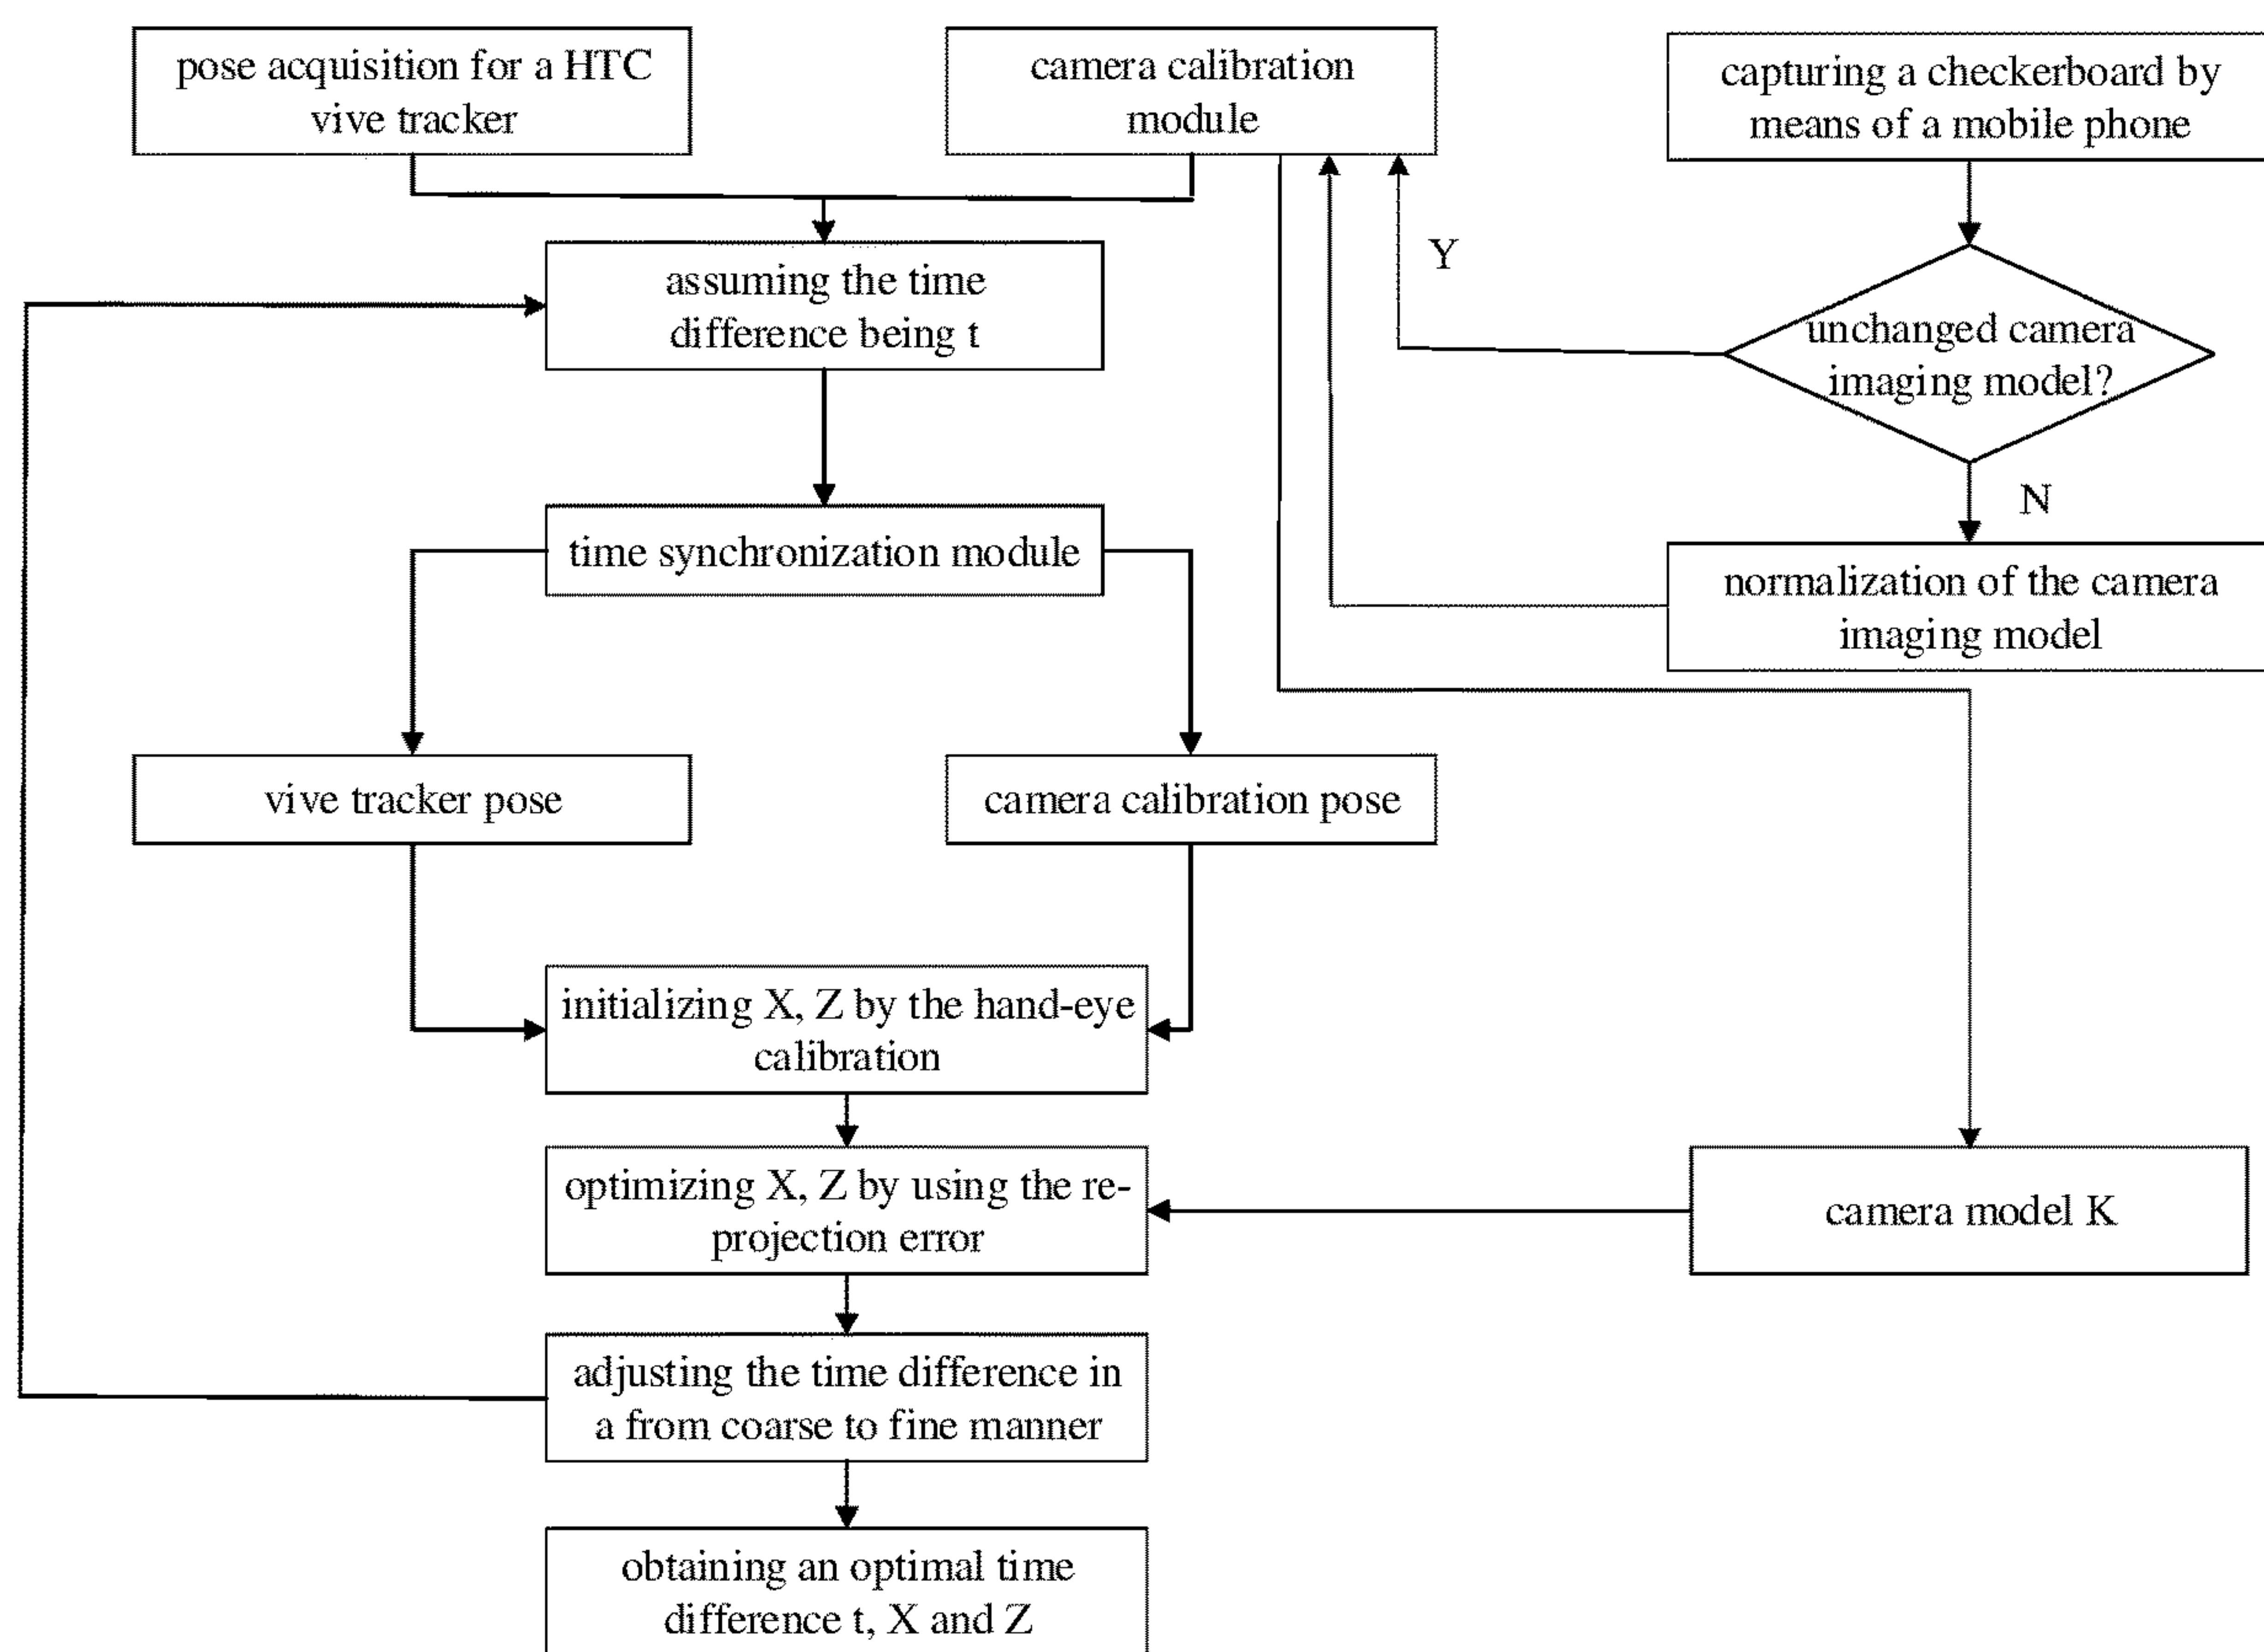 pose acquisition for a HTC
vive tracker
camera calibration
module
capturing a checkerboard by
means of a mobile phone
assuming the time
difference being t
Y
unchanged camera
imaging model?
N
time synchronization module
normalization of the camera
imaging model
vive tracker pose
camera calibration pose
initializing X, Z by the hand-eye
calibration
optimizing X, Z by using the re-
projection error
camera model K
adjusting the time difference in
a from coarse to fine manner
obtaining an optimal time
difference t, X and Z